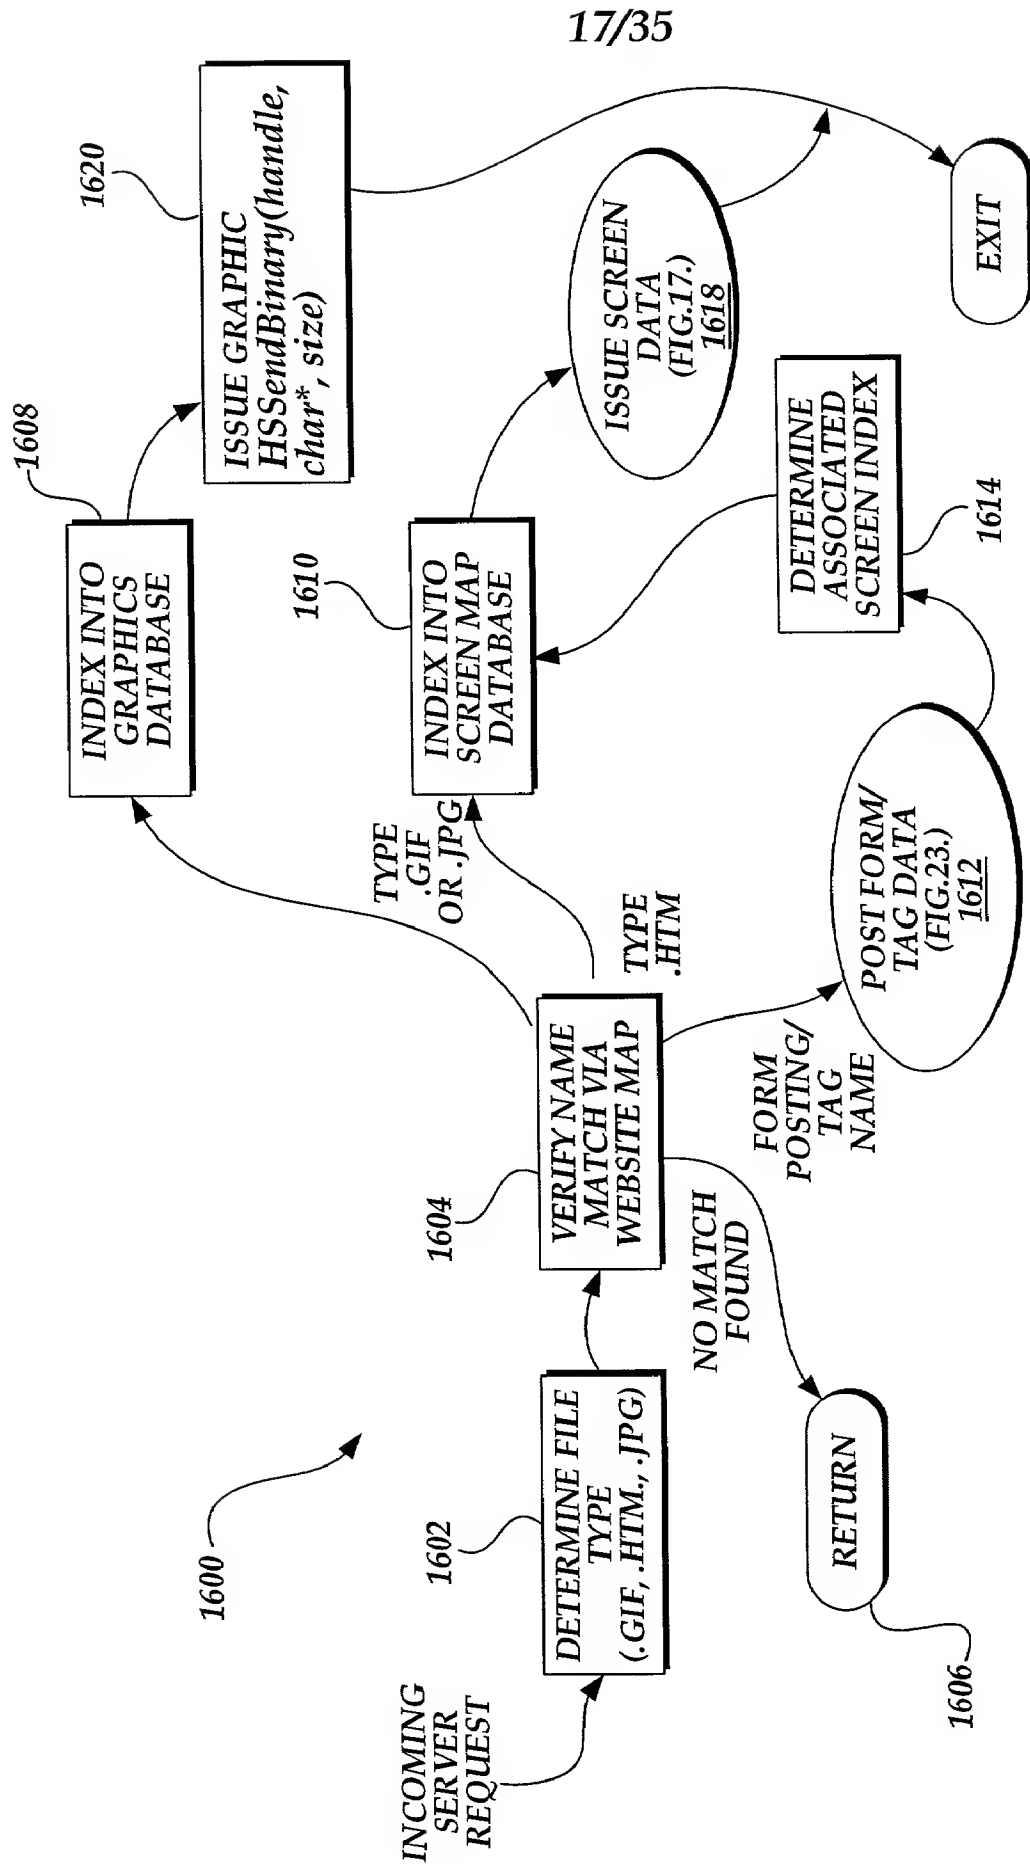 17/35
1600
INCOMING
SERVER
REQUEST
1602
DETERMINE FILE
TYPE
(.GIF, .HTM., .JPG)
1604
VERIFY NAME
MATCH VIA
WEBSITE MAP
NO MATCH
FOUND
RETURN
1606
TYPE
.GIF
OR .JPG
1608
INDEX INTO
GRAPHICS
DATABASE
1620
ISSUE GRAPHIC
HSSendBinary(handle,
char*, size)
TYPE
.HTM
1610
INDEX INTO
SCREEN MAP
DATABASE
ISSUE SCREEN
DATA
(FIG.17.)
1618
FORM
POSTING/
TAG
NAME
POST FORM/
TAG DATA
(FIG.23.)
1612
DETERMINE
ASSOCIATED
SCREEN INDEX
1614
EXIT